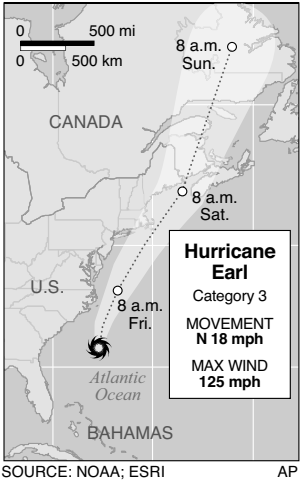 0 500 mi
0 500 km
8 a.m.
Sun.
CANADA
8 a.m.
Sat.
Hurricane
Earl
Category 3
MOVEMENT
N 18 mph
MAX WIND
125 mph
U.S.
8 a.m.
Fri.
Atlantic
Ocean
BAHAMAS
SOURCE: NOAA; ESRI AP